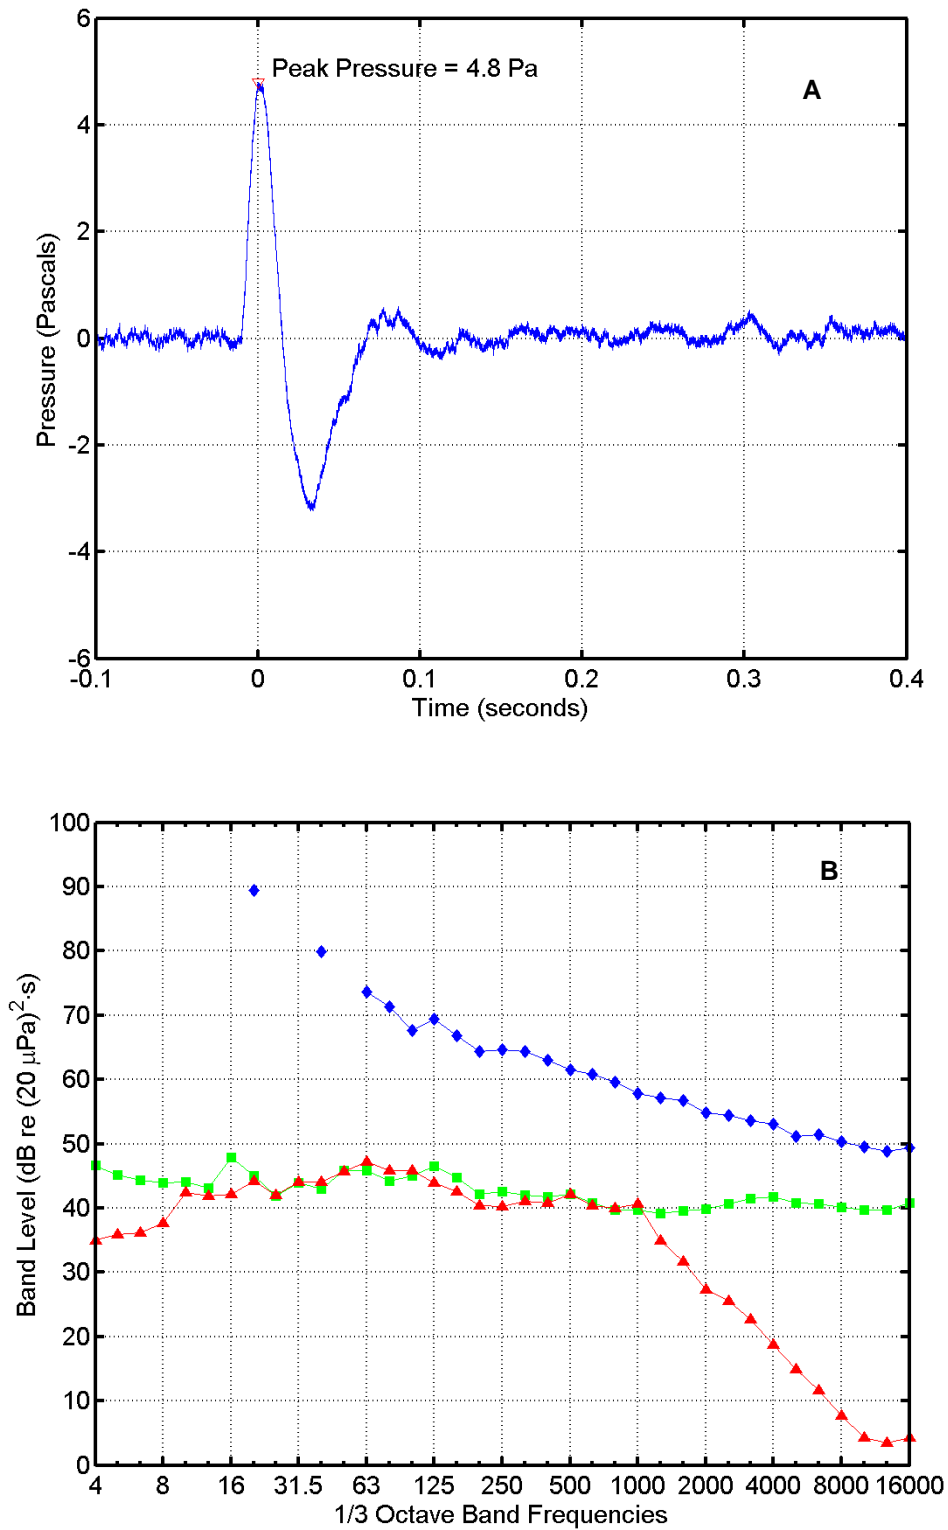 6
Peak Pressure = 4.8 Pa
A
4
2
0
-2
-4
-6
Pressure (Pascals)
-0.1 0 0.1 0.2 0.3 0.4
Time (seconds)
100
B
90
80
70
60
50
40
30
20
10
0
Band Level (dB re (20 μPa)²·s)
4 8 16 31.5 63 125 250 500 1000 2000 4000 8000 16000
1/3 Octave Band Frequencies